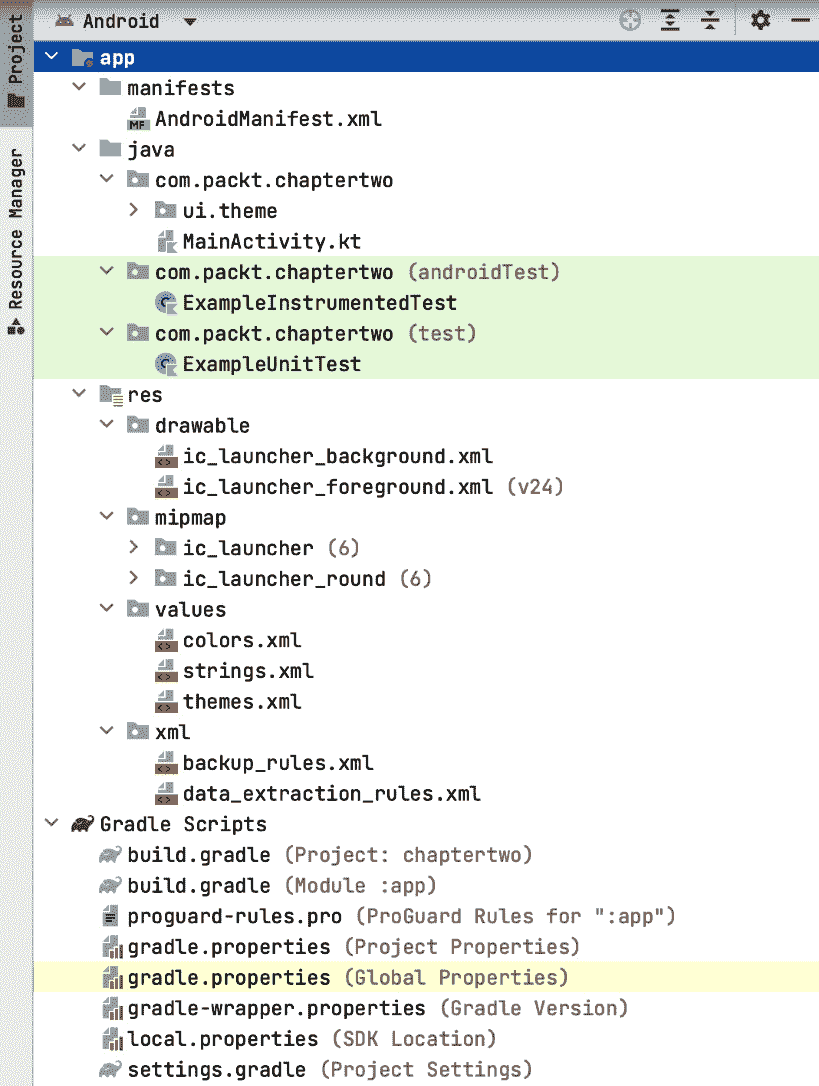 Project
Resource Manager
Android
app
manifests
AndroidManifest.xml
java
com.packt.chaptertwo
ui.theme
MainActivity.kt
com.packt.chaptertwo (androidTest)
ExampleInstrumentedTest
com.packt.chaptertwo (test)
ExampleUnitTest
res
drawable
ic_launcher_background.xml
ic_launcher_foreground.xml (v24)
mipmap
ic_launcher (6)
ic_launcher_round (6)
values
colors.xml
strings.xml
themes.xml
xml
backup_rules.xml
data_extraction_rules.xml
Gradle Scripts
build.gradle (Project: chaptertwo)
build.gradle (Module :app)
proguard-rules.pro (ProGuard Rules for ":app")
gradle.properties (Project Properties)
gradle.properties (Global Properties)
gradle-wrapper.properties (Gradle Version)
local.properties (SDK Location)
settings.gradle (Project Settings)